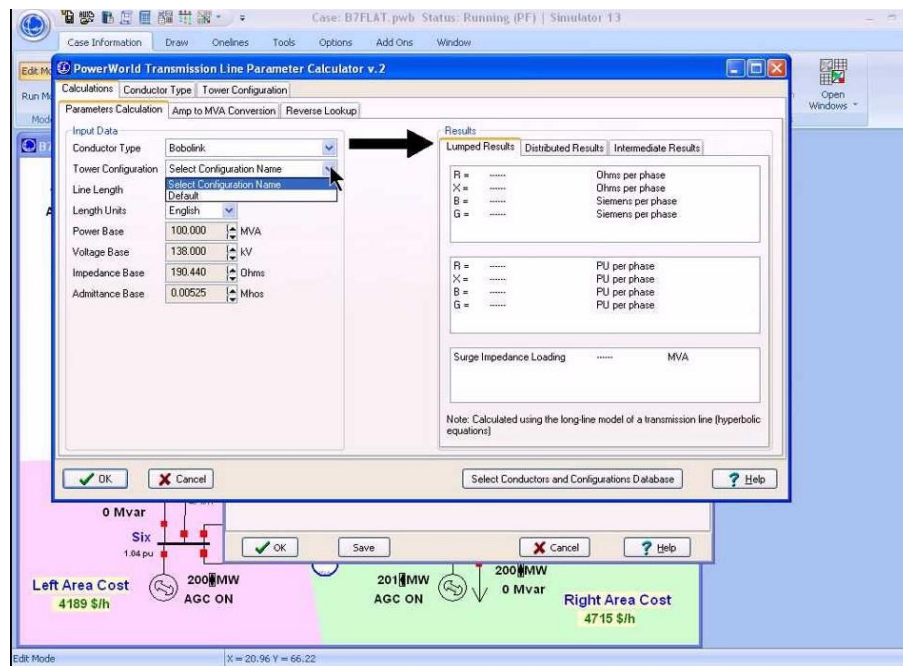 Case: B7FLAT.pwb Status: Running (PF) | Simulator 13
Case Information Draw Onelines Tools Options Add Ons Window
Edit Mo
Run Mo
Mode
Open
Windows
PowerWorld Transmission Line Parameter Calculator v.2
Calculations Conductor Type Tower Configuration
Parameters Calculation Amp to MVA Conversion Reverse Lookup
Input Data
Conductor Type Bobolink
Tower Configuration Select Configuration Name
Select Configuration Name
Default
Line Length
Length Units English
Power Base 100.000 MVA
Voltage Base 138.000 kV
Impedance Base 190.440 Ohms
Admittance Base 0.00525 Mhos
Results
Lumped Results Distributed Results Intermediate Results
R = ------ Ohms per phase
X = ------ Ohms per phase
B = ------ Siemens per phase
G = ------ Siemens per phase
R = ------ PU per phase
X = ------ PU per phase
B = ------ PU per phase
G = ------ PU per phase
Surge Impedance Loading ------ MVA
Note: Calculated using the long-line model of a transmission line (hyperbolic
equations)
OK Cancel Select Conductors and Configurations Database ? Help
OK Save Cancel ? Help
0 Mvar
Six
1.04 pu
200 MW
AGC ON
Left Area Cost
4189 $/h
201 MW
AGC ON
200 MW
0 Mvar
Right Area Cost
4715 $/h
Edit Mode X = 20.96 Y = 66.22